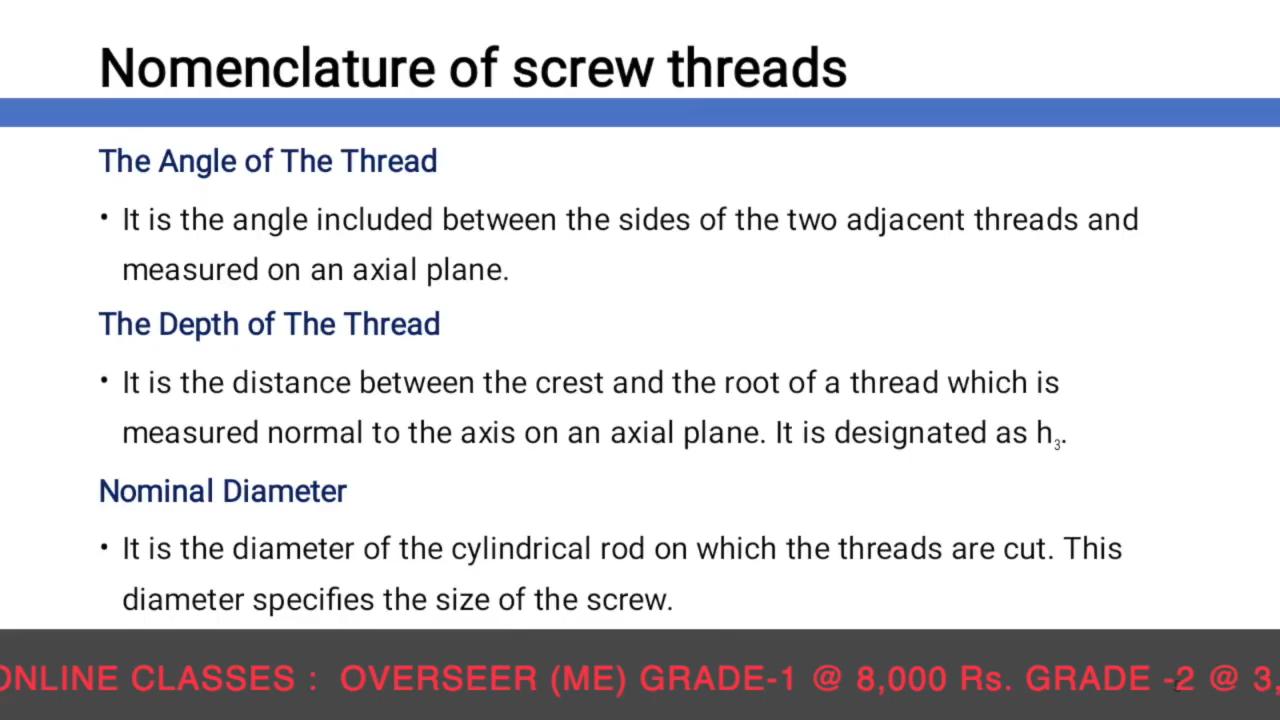 Nomenclature of screw threads
The Angle of The Thread
• It is the angle included between the sides of the two adjacent threads and
measured on an axial plane.
The Depth of The Thread
• It is the distance between the crest and the root of a thread which is
measured normal to the axis on an axial plane. It is designated as h₃.
Nominal Diameter
• It is the diameter of the cylindrical rod on which the threads are cut. This
diameter specifies the size of the screw.
ONLINE CLASSES : OVERSEER (ME) GRADE-1 @ 8,000 Rs. GRADE -2 @ 3,